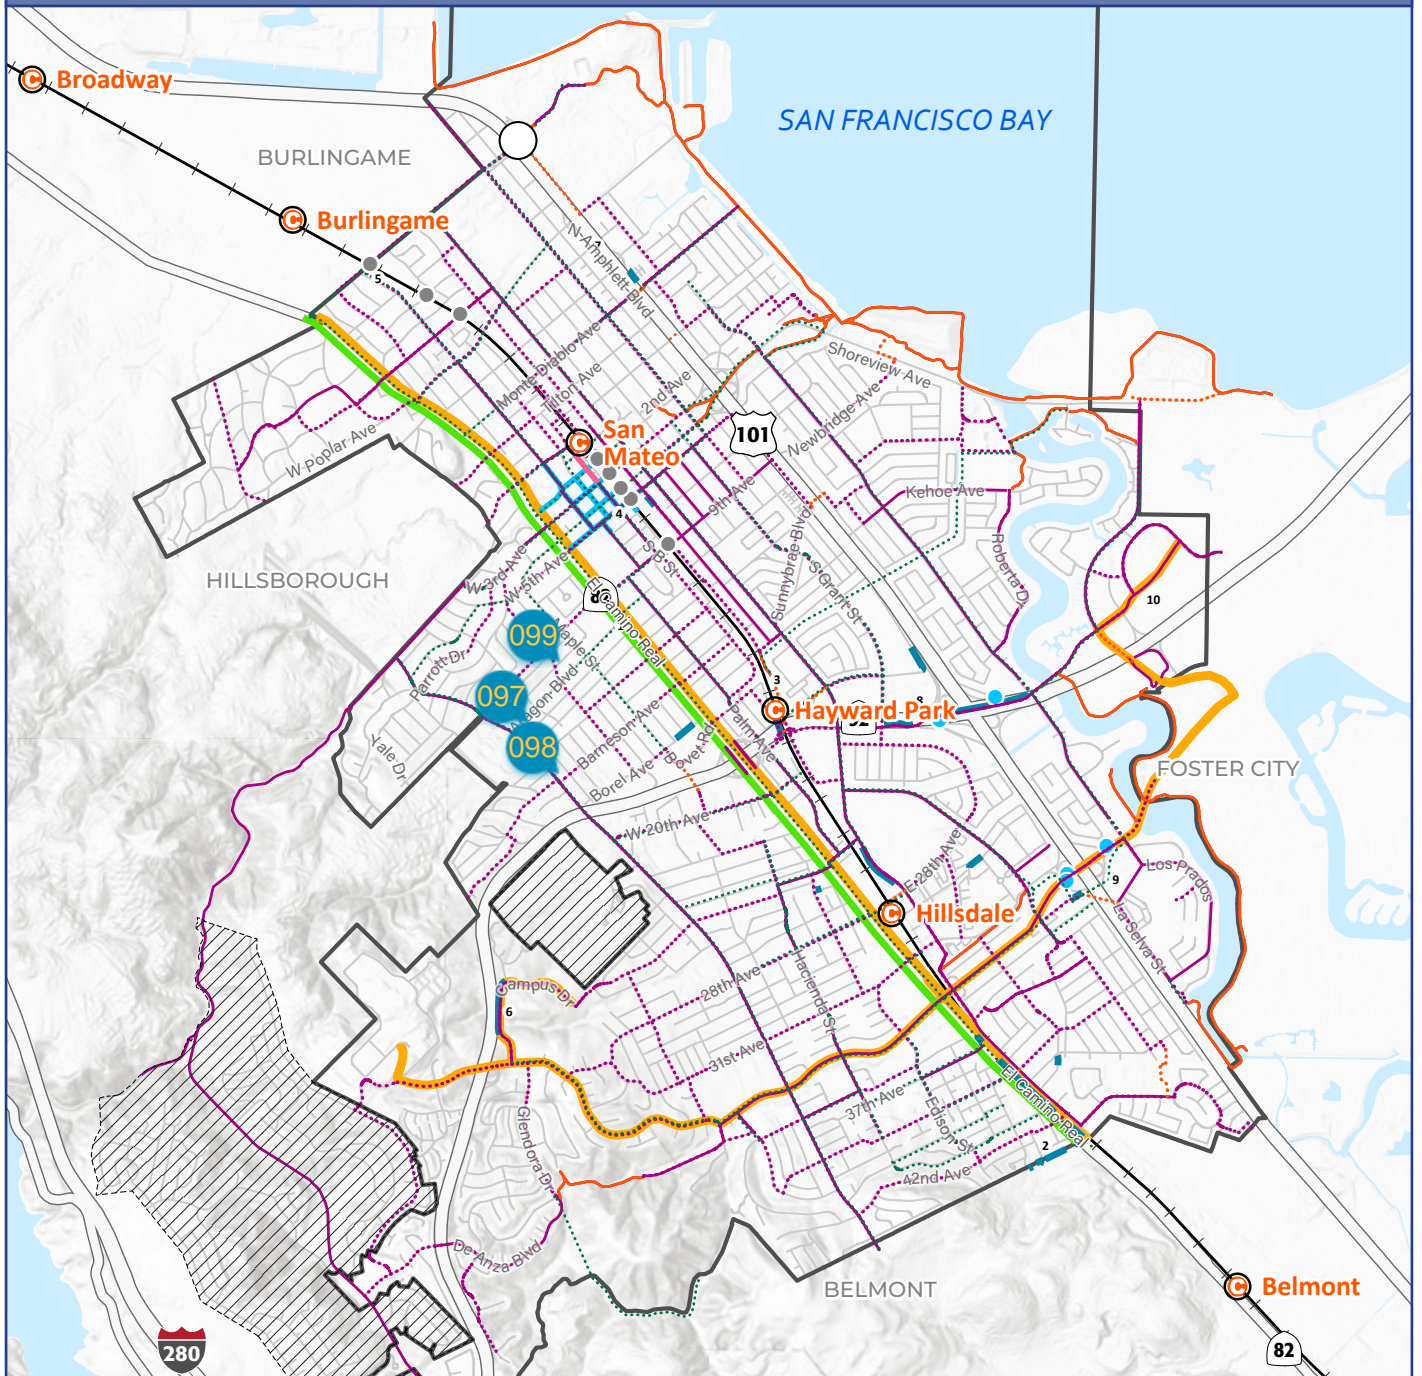 Broadway
SAN FRANCISCO BAY
BURLINGAME
Burlingame
N Amphlett Blvd
7
5
Monte Diablo Ave
Tilton Ave
2nd Ave
Shoreview Ave
Newbridge Ave
101
San
Mateo
W Poplar Ave
9th Ave
Kehoe Ave
4
S B St
Sunnybrae Blvd
S Grant St
Roberta Dr
HILLSBOROUGH
W 3rd Ave
W 5th Ave
El Camino Real
10
099
Maple St
Parrott Dr
Aragon Blvd
097
3
8
Hayward Park
92
098
Barneson Ave
Palm Ave
Bovet Rd
Yale Dr
Borel Ave
FOSTER CITY
W 20th Ave
E 28th Ave
Los Prados
9
Hillsdale
La Selva St
28th Ave
Hacienda St
Campus Dr
6
31st Ave
37th Ave
Edison St
El Camino Real
2
42nd Ave
Glendora Dr
De Anza Blvd
BELMONT
Belmont
280
82